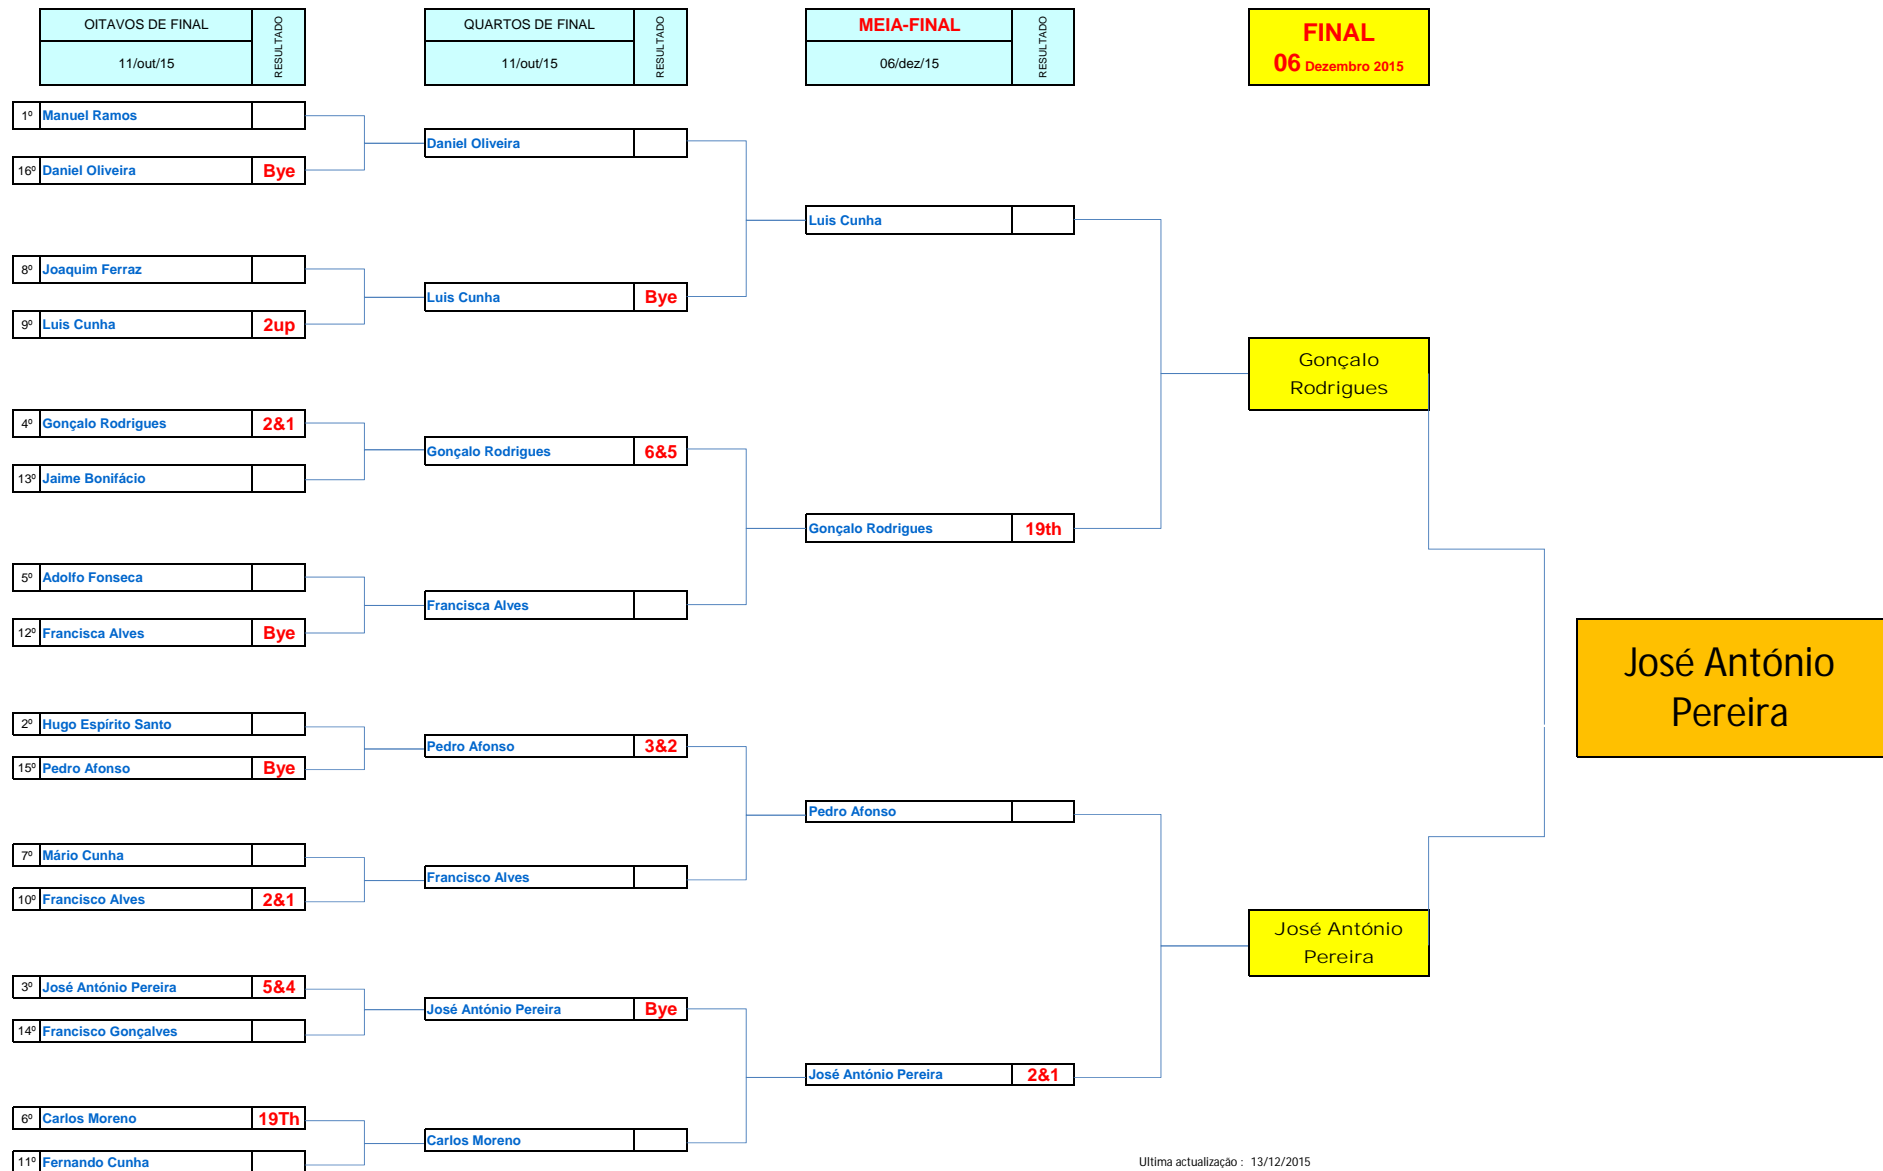 OITAVOS DE FINAL
11/out/15
RESULTADO
QUARTOS DE FINAL
11/out/15
RESULTADO
MEIA-FINAL
06/dez/15
RESULTADO
FINAL
06 Dezembro 2015
1º Manuel Ramos
16º Daniel Oliveira Bye
8º Joaquim Ferraz
9º Luis Cunha 2up
4º Gonçalo Rodrigues 2&1
13º Jaime Bonifácio
5º Adolfo Fonseca
12º Francisca Alves Bye
2º Hugo Espírito Santo
15º Pedro Afonso Bye
7º Mário Cunha
10º Francisco Alves 2&1
3º José António Pereira 5&4
14º Francisco Gonçalves
6º Carlos Moreno 19Th
11º Fernando Cunha
Daniel Oliveira
Luis Cunha Bye
Gonçalo Rodrigues 6&5
Francisca Alves
Pedro Afonso 3&2
Francisco Alves
José António Pereira Bye
Carlos Moreno
Luis Cunha
Gonçalo Rodrigues 19th
Pedro Afonso
José António Pereira 2&1
Gonçalo
Rodrigues
José António
Pereira
José António
Pereira
Ultima actualização : 13/12/2015